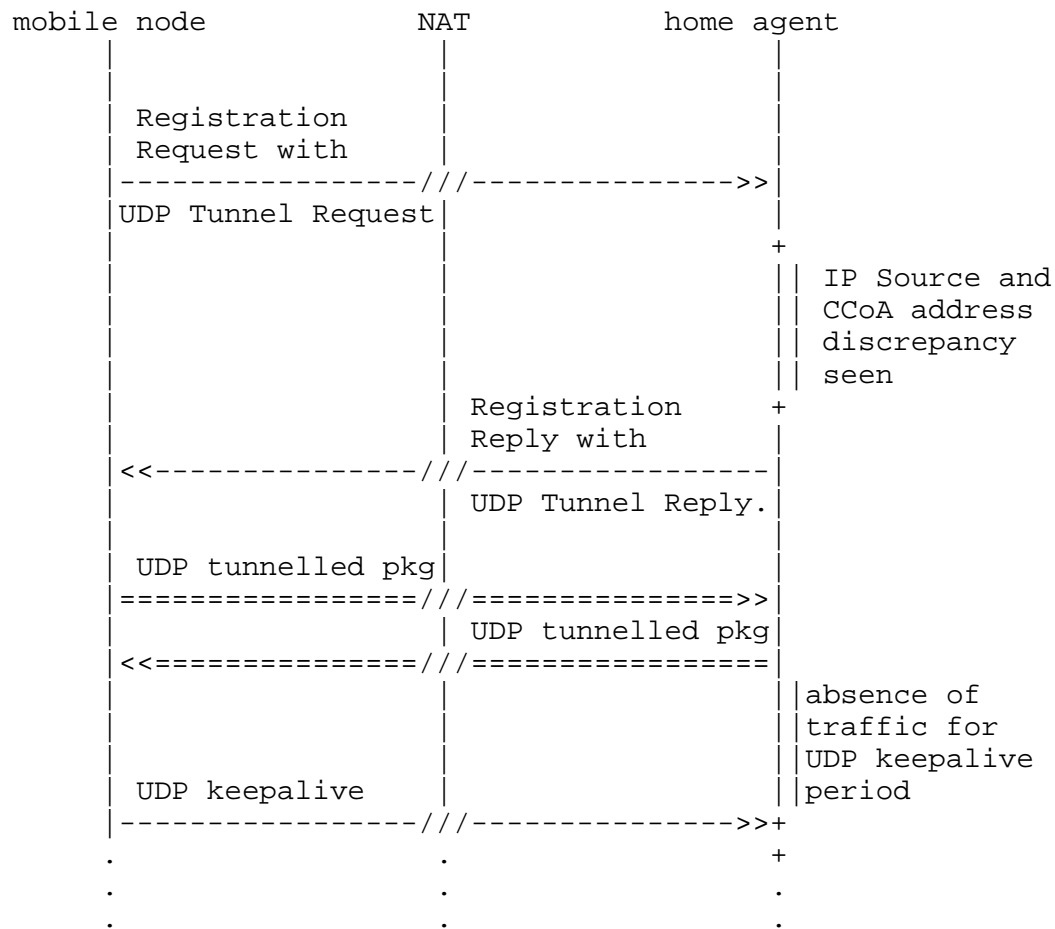 mobile node NAT home agent
Registration
Request with
|-----------------///--------------->>|
UDP Tunnel Request
+
IP Source and
CCoA address
discrepancy
seen
Registration +
Reply with
|<<---------------///-----------------|
UDP Tunnel Reply.
UDP tunnelled pkg
|=================///===============>>|
UDP tunnelled pkg
|<<===============///=================|
absence of
traffic for
UDP keepalive
UDP keepalive period
|-----------------///--------------->>+
. . +
. . .
. . .